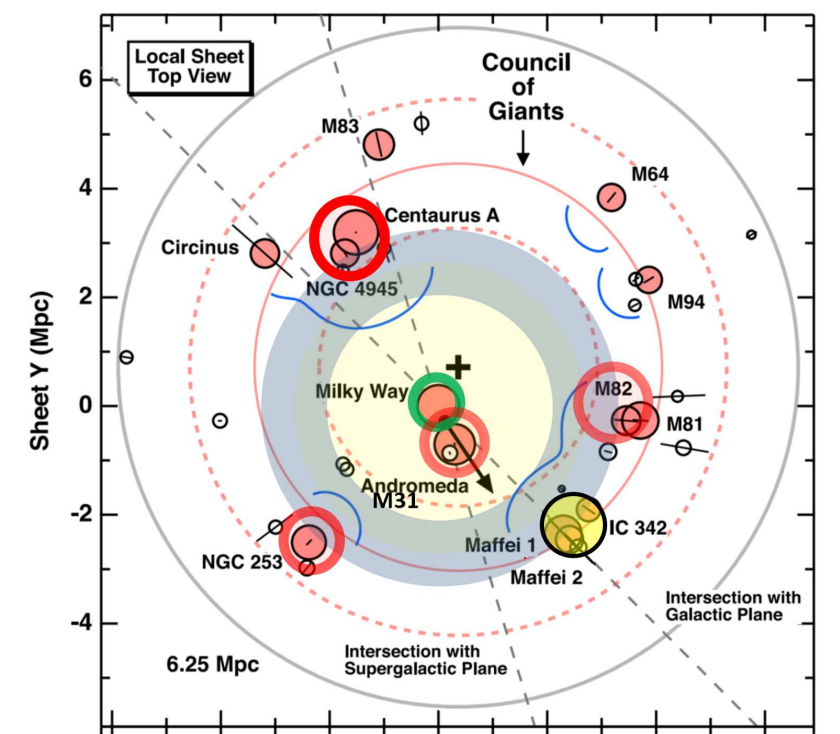 Local Sheet
Top View
Council
of
Giants
6
M83
M64
4
Centaurus A
Circinus
NGC 4945
2
M94
Sheet Y (Mpc)
Milky Way
M82
0
M81
Andromeda
M31
-2
IC 342
Maffei 1
NGC 253
Maffei 2
Intersection with
Galactic Plane
-4
Intersection with
Supergalactic Plane
6.25 Mpc